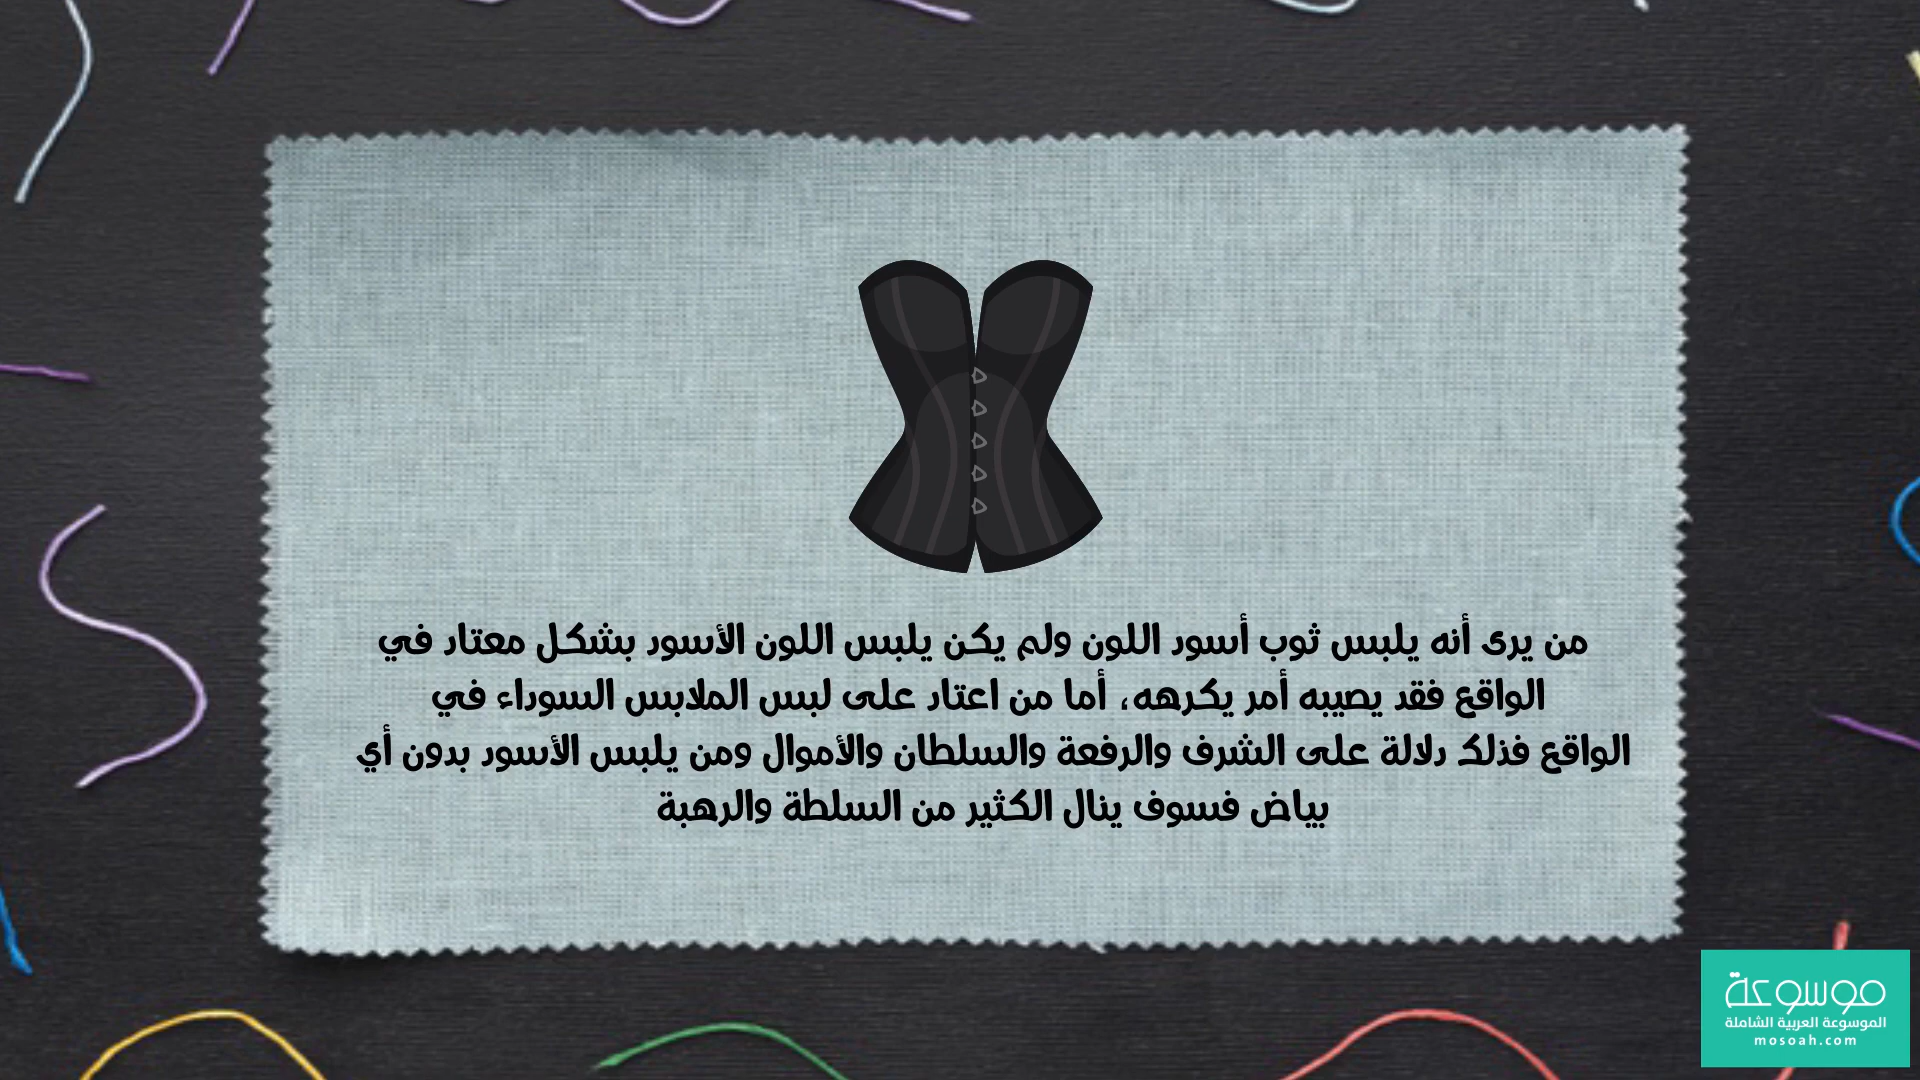 من يرى أنه يلبس ثوب أسود اللون ولم يكن يلبس اللون الأسود بشكل معتاد في
الواقع فقد يصيبه أمر يكرهه، أما من اعتاد على لبس الملابس السوداء في
الواقع فذلك دلالة على الشرف والرفعة والسلطان والأموال ومن يلبس الأسود بدون أي
بياض فسوف ينال الكثير من السلطة والرهبة
موسوعة
الموسوعة العربية الشاملة
mosoah.com